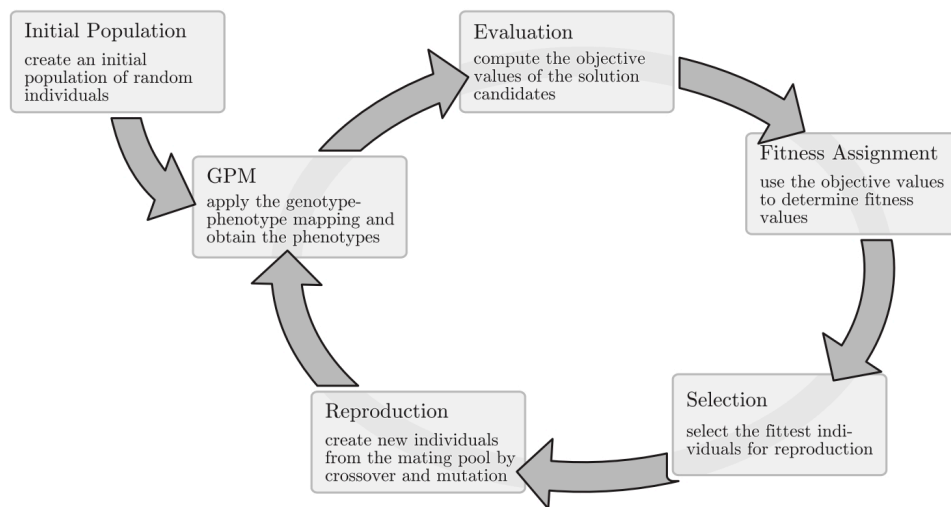 Initial Population
create an initial
population of random
individuals
Evaluation
compute the objective
values of the solution
candidates
GPM
apply the genotype-
phenotype mapping and
obtain the phenotypes
Fitness Assignment
use the objective values
to determine fitness
values
Reproduction
create new individuals
from the mating pool by
crossover and mutation
Selection
select the fittest indi-
viduals for reproduction